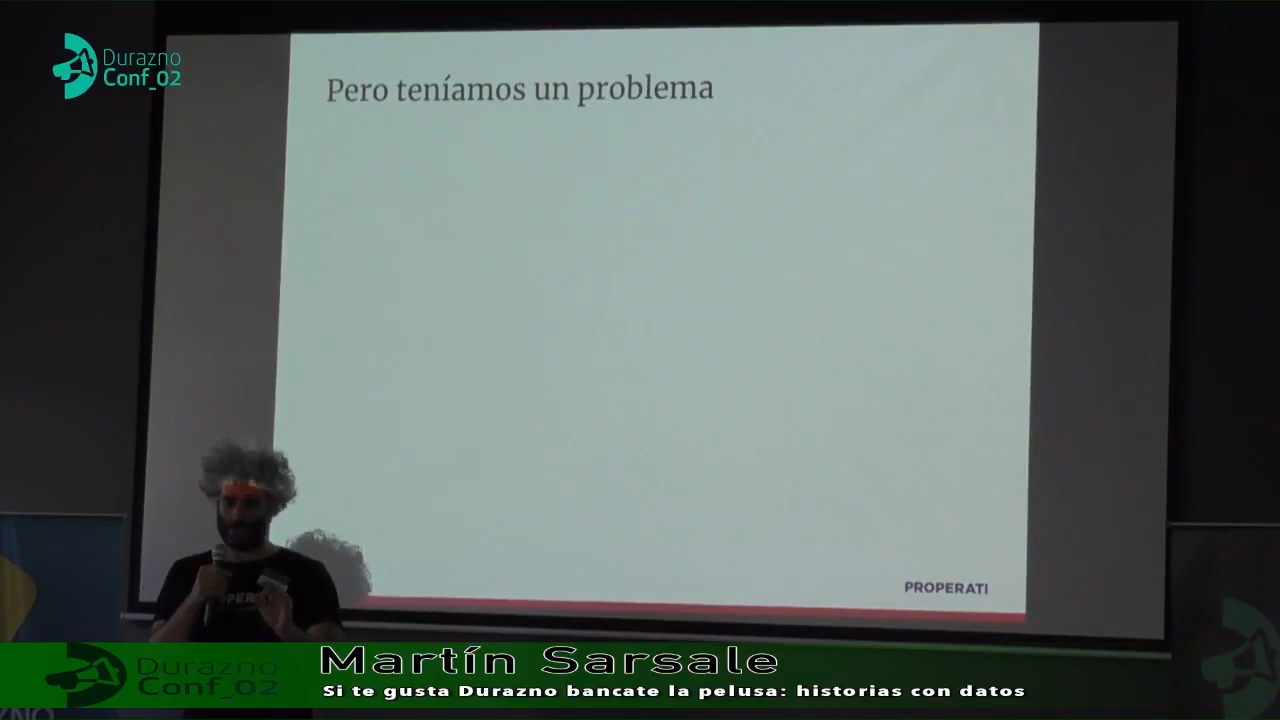 Durazno
Conf_02
Pero teníamos un problema
PROPERATI
Durazno
Conf_02
Martín Sarsale
Si te gusta Durazno bancate la pelusa: historias con datos